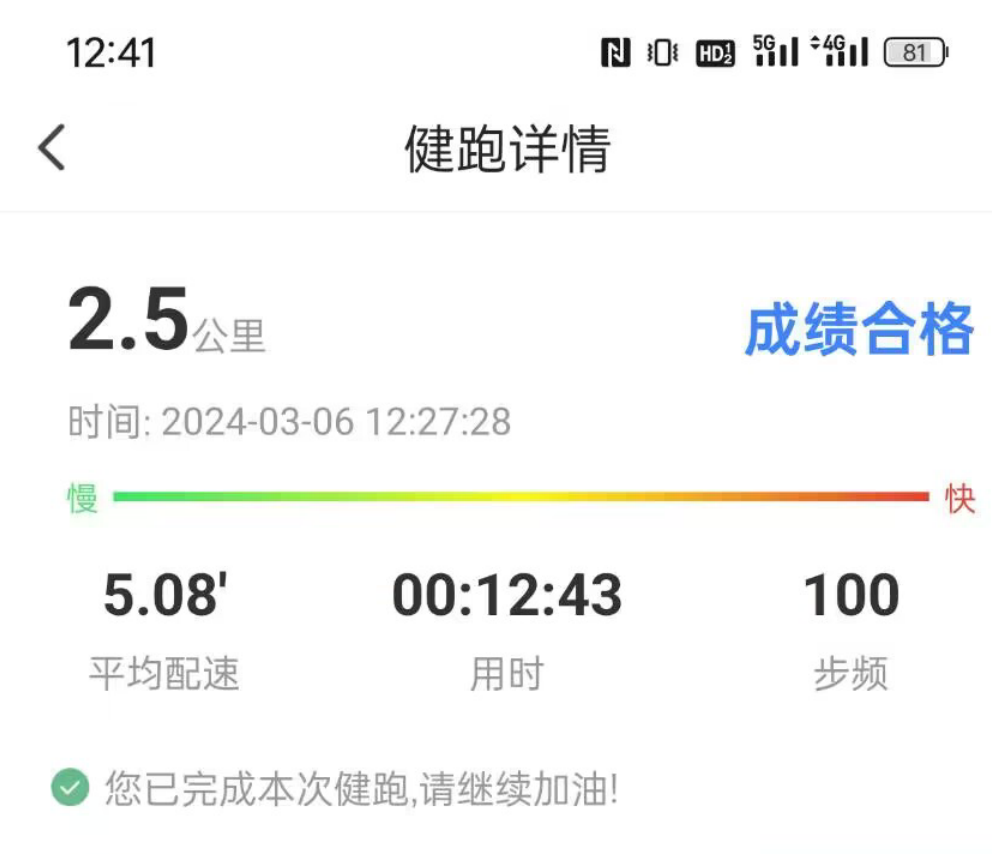 12:41 HD12 5G 4G 81
健跑详情
2.5公里 成绩合格
时间: 2024-03-06 12:27:28
慢 快
5.08' 00:12:43 100
平均配速 用时 步频
您已完成本次健跑,请继续加油!